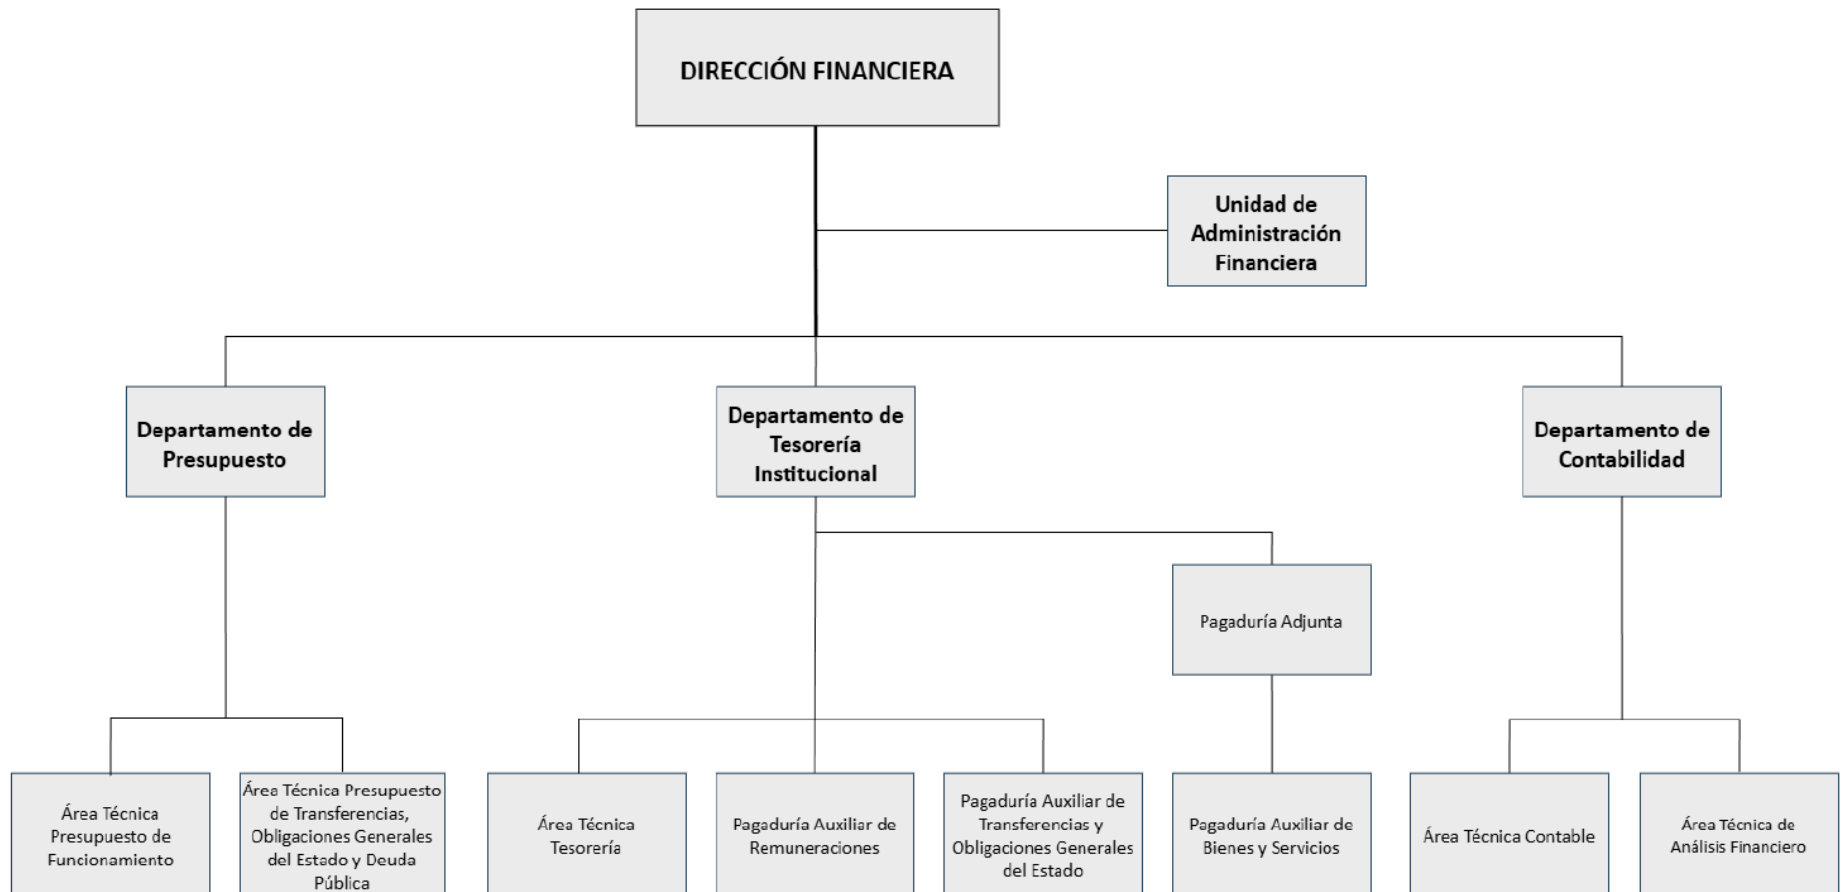 DIRECCIÓN FINANCIERA
Unidad de
Administración
Financiera
Departamento de
Presupuesto
Departamento de
Tesorería
Institucional
Departamento de
Contabilidad
Pagaduría Adjunta
Área Técnica
Presupuesto de
Funcionamiento
Área Técnica Presupuesto
de Transferencias,
Obligaciones Generales
del Estado y Deuda
Pública
Área Técnica
Tesorería
Pagaduría Auxiliar de
Remuneraciones
Pagaduría Auxiliar de
Transferencias y
Obligaciones Generales
del Estado
Pagaduría Auxiliar de
Bienes y Servicios
Área Técnica Contable
Área Técnica de
Análisis Financiero